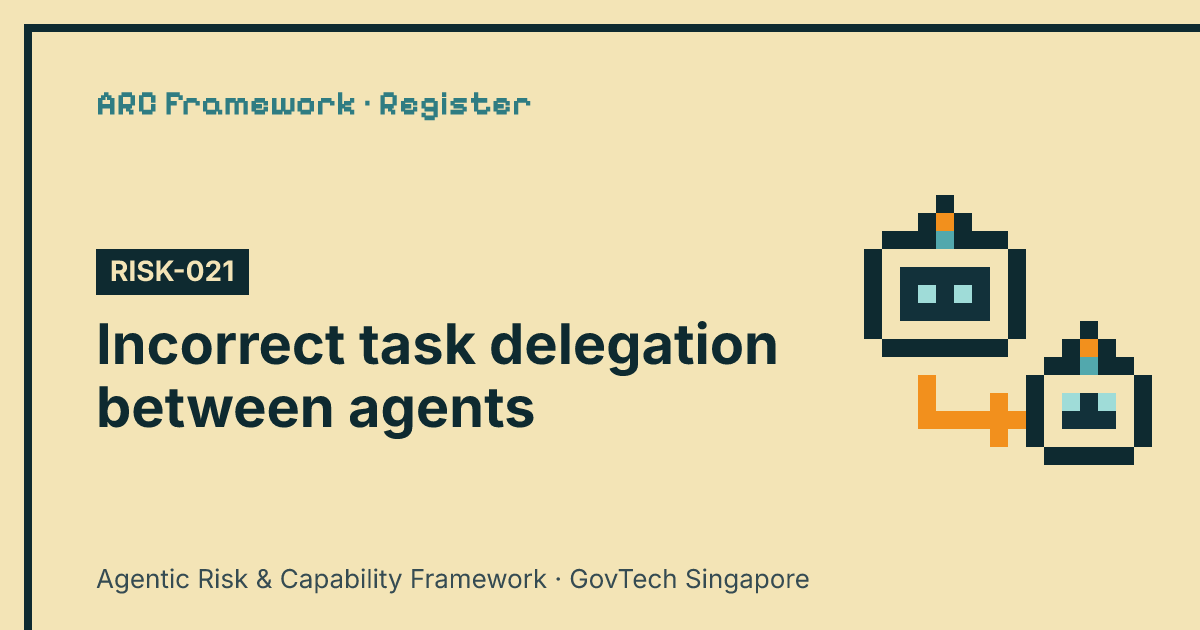 ARC Framework · Register
RISK-021
Incorrect task delegation
between agents
Agentic Risk & Capability Framework · GovTech Singapore